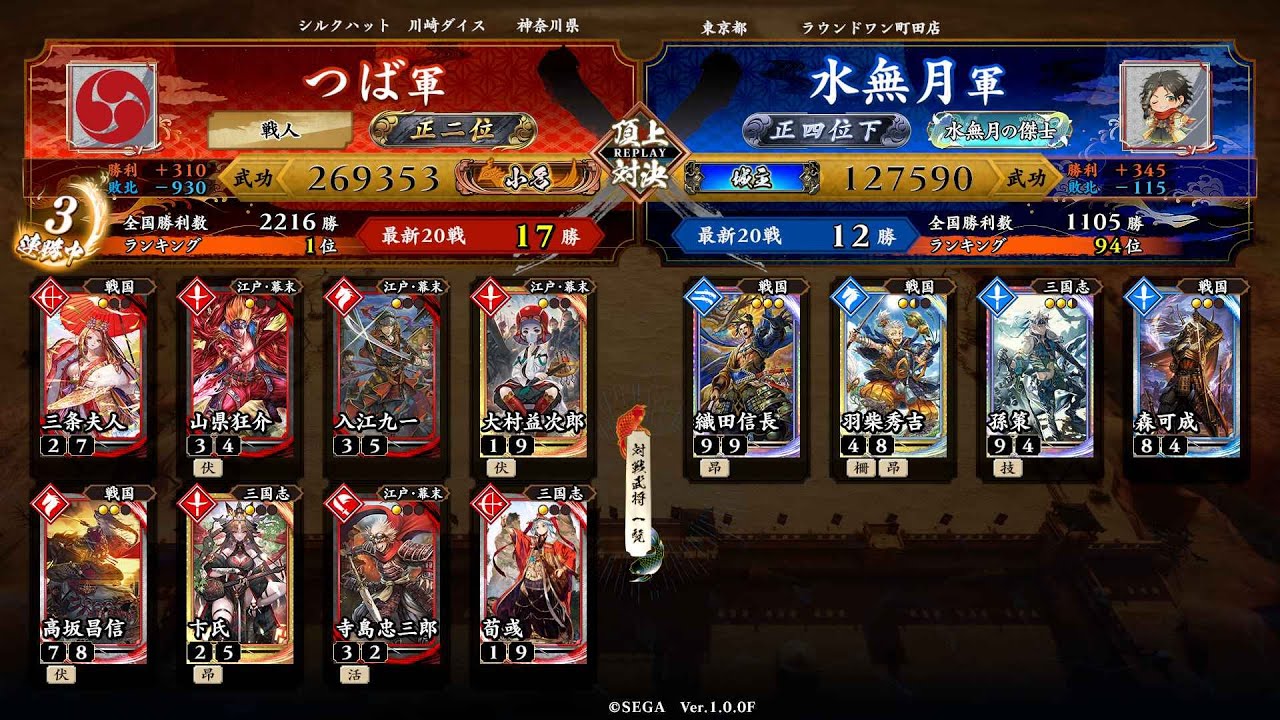 シルクハット 川崎ダイス 神奈川県
東京都 ラウンドワン町田店
つば軍
戦人
正二位
勝利 +310
敗北 -930
武功
269353
小名
3
連勝中
全国勝利数 2216勝
ランキング 1位
最新20戦 17勝
頂上
REPLAY
対決
水無月軍
正四位下
水無月の傑士
城主
127590
武功
勝利 +345
敗北 -115
最新20戦 12勝
全国勝利数 1105勝
ランキング 94位
戦国
三条夫人
2 7
江戸・幕末
山県狂介
3 4
伏
江戸・幕末
入江九一
3 5
江戸・幕末
大村益次郎
1 9
伏
戦国
高坂昌信
7 8
伏
三国志
卞氏
2 5
昂
江戸・幕末
寺島忠三郎
3 2
活
三国志
荀彧
1 9
対戦武将一覧
戦国
織田信長
9 9
昂
戦国
羽柴秀吉
4 8
柵 昂
三国志
孫策
9 4
技
戦国
森可成
8 4
©SEGA Ver.1.0.0F